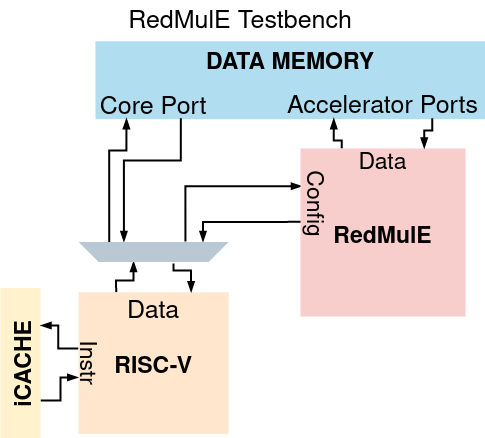 RedMulE Testbench
DATA MEMORY
Core Port
Accelerator Ports
Data
Config
RedMulE
Data
Instr
RISC-V
iCACHE